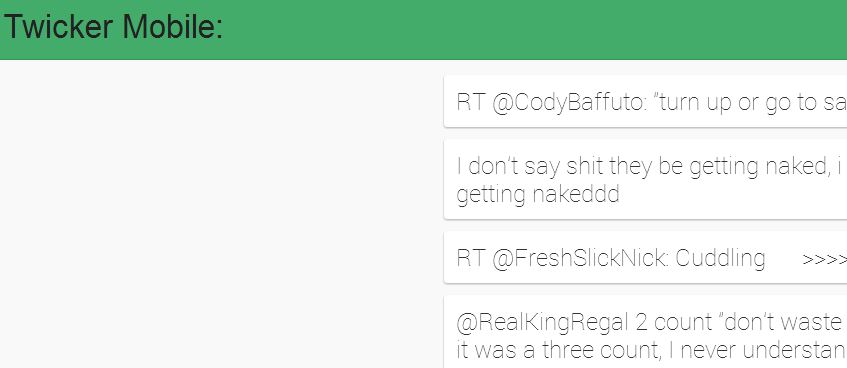 Twicker Mobile:
RT @CodyBaffuto: "turn up or go to sa
I don't say shit they be getting naked, i
getting nakeddd
RT @FreshSlickNick: Cuddling >>>>
@RealKingRegal 2 count "don't waste
it was a three count, I never understan